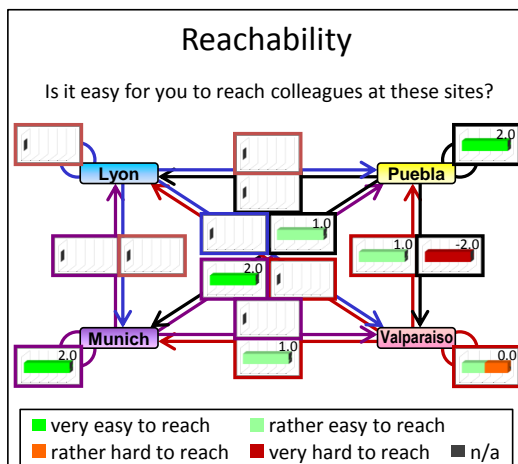 Reachability
Is it easy for you to reach colleagues at these sites?
2.0
Lyon
Puebla
1.0
1.0
-2.0
2.0
Munich
Valparaiso
2.0
1.0
0.0
very easy to reach
rather easy to reach
rather hard to reach
very hard to reach
n/a